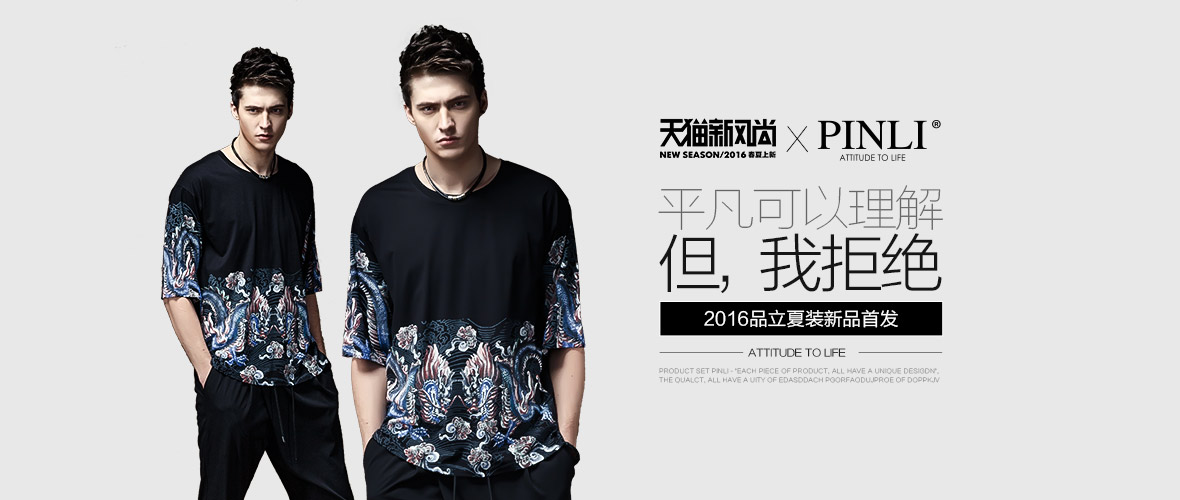 天猫新风尚 × PINLI®
NEW SEASON/2016 春夏上新
ATTITUDE TO LIFE
平凡可以理解
但,我拒绝
2016品立夏装新品首发
ATTITUDE TO LIFE
PRODUCT SET PINLI - "EACH PIECE OF PRODUCT, ALL HAVE A UNIQUE DESIGDN",
THE QUALCT, ALL HAVE A UITY OF EDASDDACH PGORFAODUJPROE OF DOPPKJV